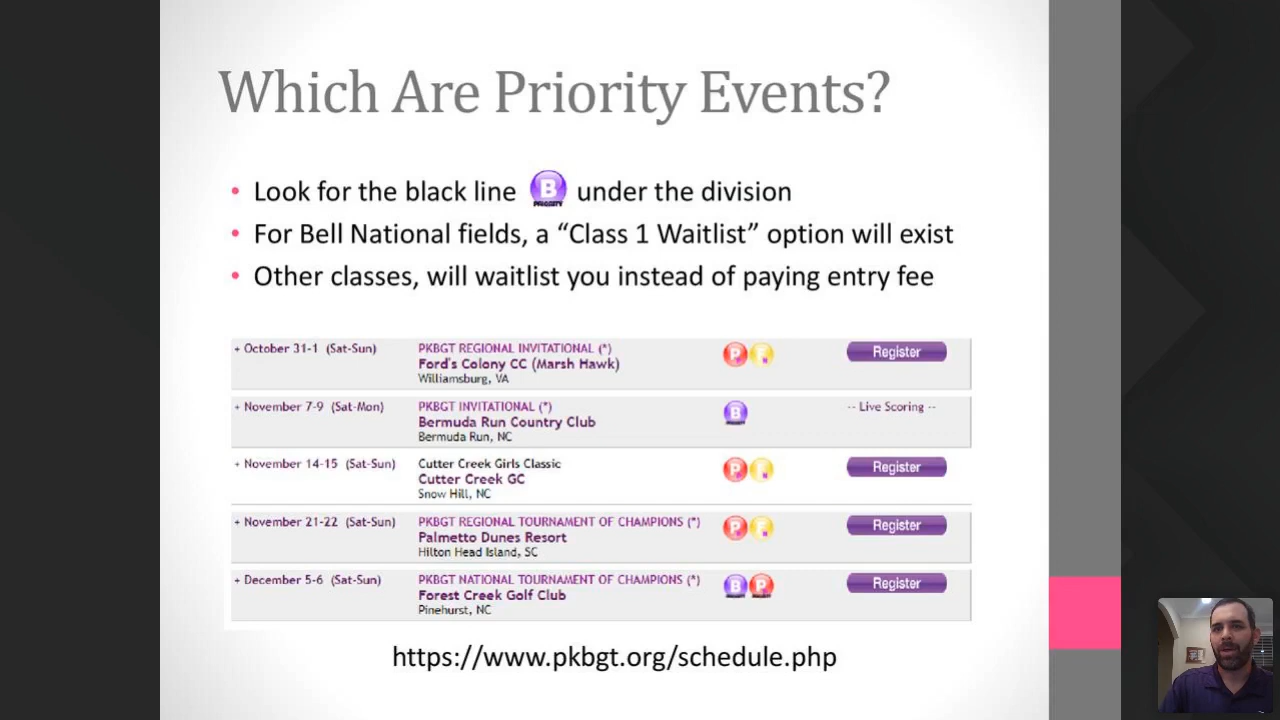 Which Are Priority Events?
• Look for the black line B PRIORITY under the division
• For Bell National fields, a “Class 1 Waitlist” option will exist
• Other classes, will waitlist you instead of paying entry fee
+ October 31-1 (Sat-Sun) PKBGT REGIONAL INVITATIONAL (*) P F Register
Ford's Colony CC (Marsh Hawk)
Williamsburg, VA
+ November 7-9 (Sat-Mon) PKBGT INVITATIONAL (*) B -- Live Scoring --
Bermuda Run Country Club
Bermuda Run, NC
+ November 14-15 (Sat-Sun) Cutter Creek Girls Classic P F Register
Cutter Creek GC
Snow Hill, NC
+ November 21-22 (Sat-Sun) PKBGT REGIONAL TOURNAMENT OF CHAMPIONS (*) P F Register
Palmetto Dunes Resort
Hilton Head Island, SC
+ December 5-6 (Sat-Sun) PKBGT NATIONAL TOURNAMENT OF CHAMPIONS (*) B P Register
Forest Creek Golf Club
Pinehurst, NC
https://www.pkbgt.org/schedule.php